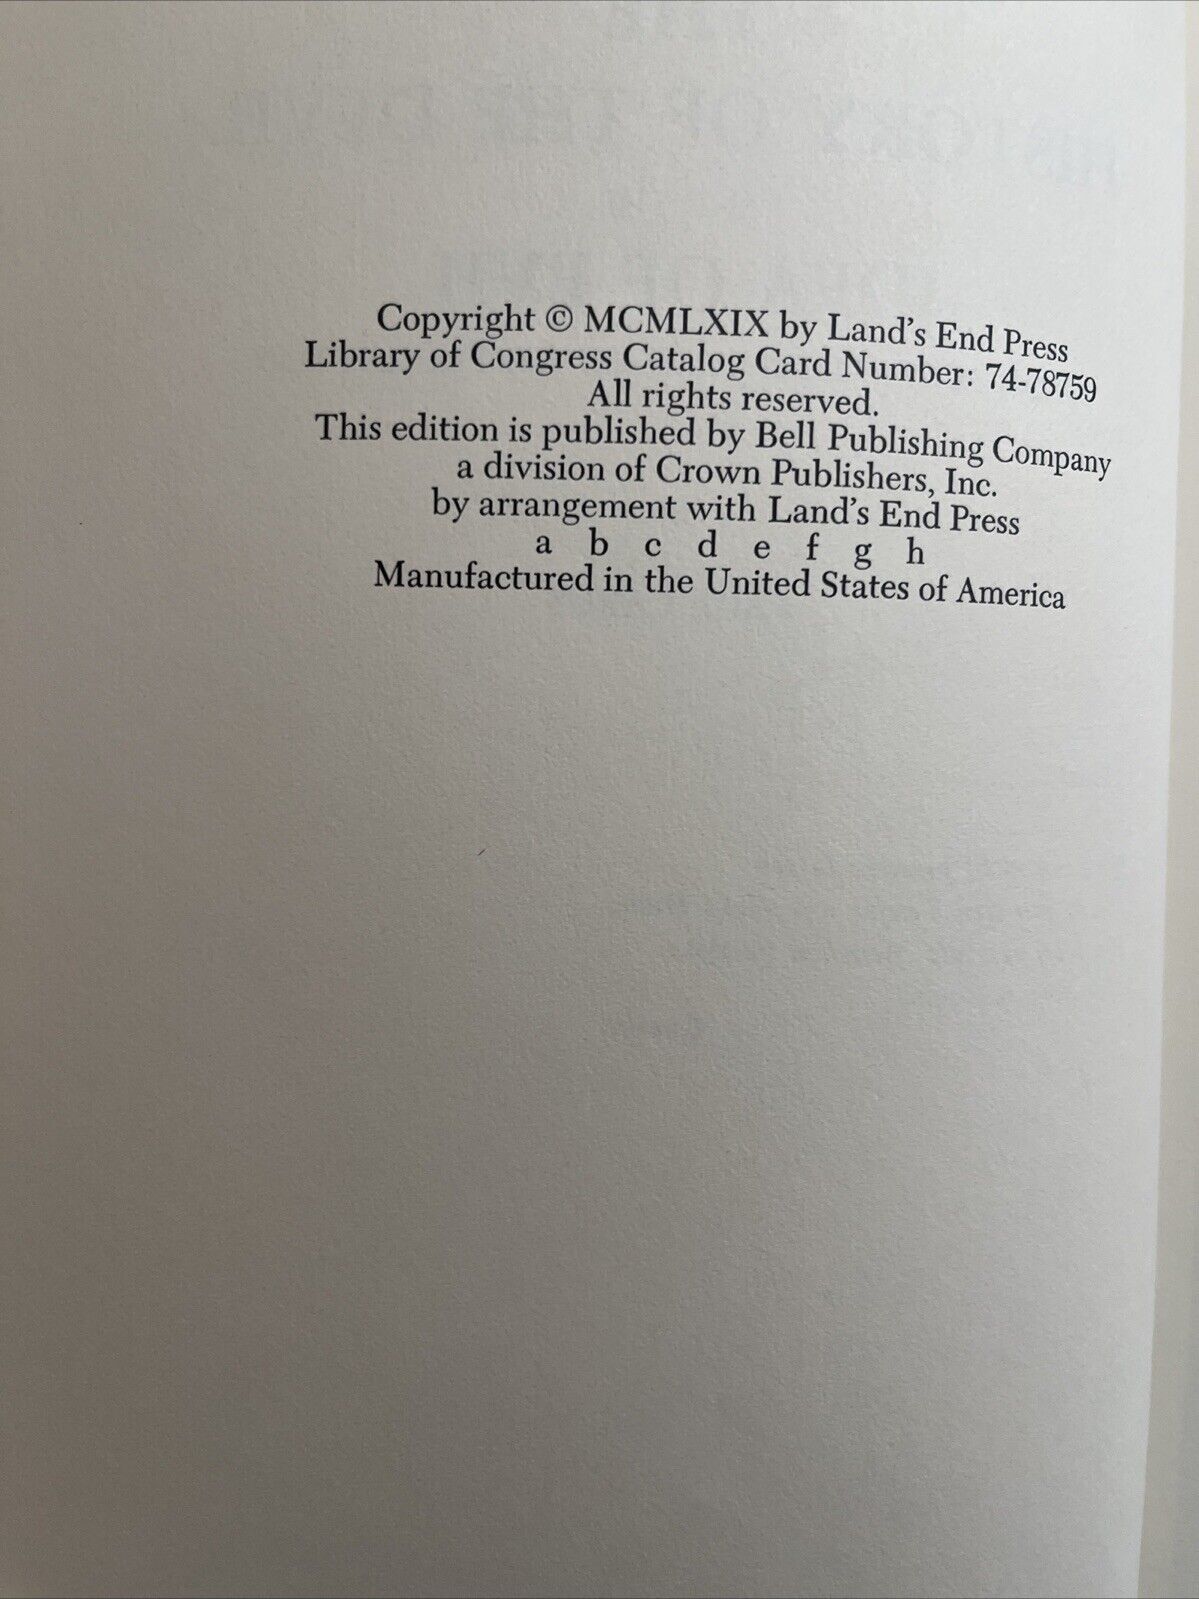 Copyright © MCMLXIX by Land's End Press
Library of Congress Catalog Card Number: 74-78759
All rights reserved.
This edition is published by Bell Publishing Company
a division of Crown Publishers, Inc.
by arrangement with Land's End Press
a b c d e f g h
Manufactured in the United States of America